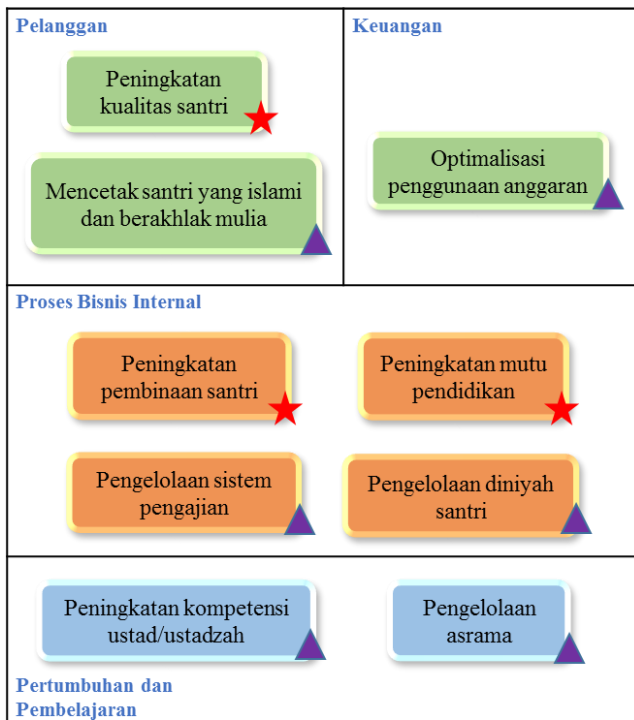 Pelanggan
Peningkatan
kualitas santri
Mencetak santri yang islami
dan berakhlak mulia
Keuangan
Optimalisasi
penggunaan anggaran
Proses Bisnis Internal
Peningkatan
pembinaan santri
Peningkatan mutu
pendidikan
Pengelolaan sistem
pengajian
Pengelolaan diniyah
santri
Peningkatan kompetensi
ustad/ustadzah
Pengelolaan
asrama
Pertumbuhan dan
Pembelajaran